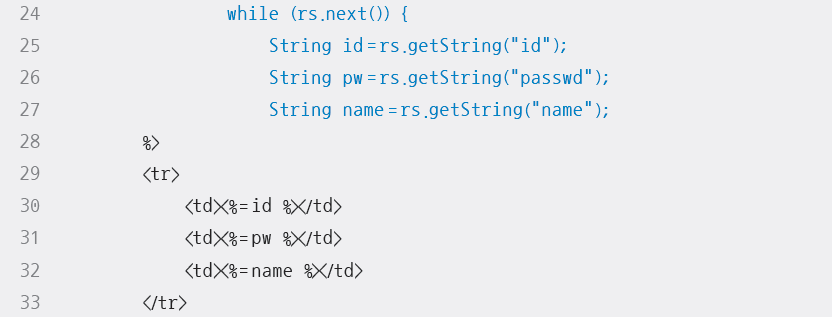 24 while (rs.next()) {
25 String id=rs.getString("id");
26 String pw=rs.getString("passwd");
27 String name=rs.getString("name");
28 %>
29 <tr>
30 <td><%=id %></td>
31 <td><%=pw %></td>
32 <td><%=name %></td>
33 </tr>